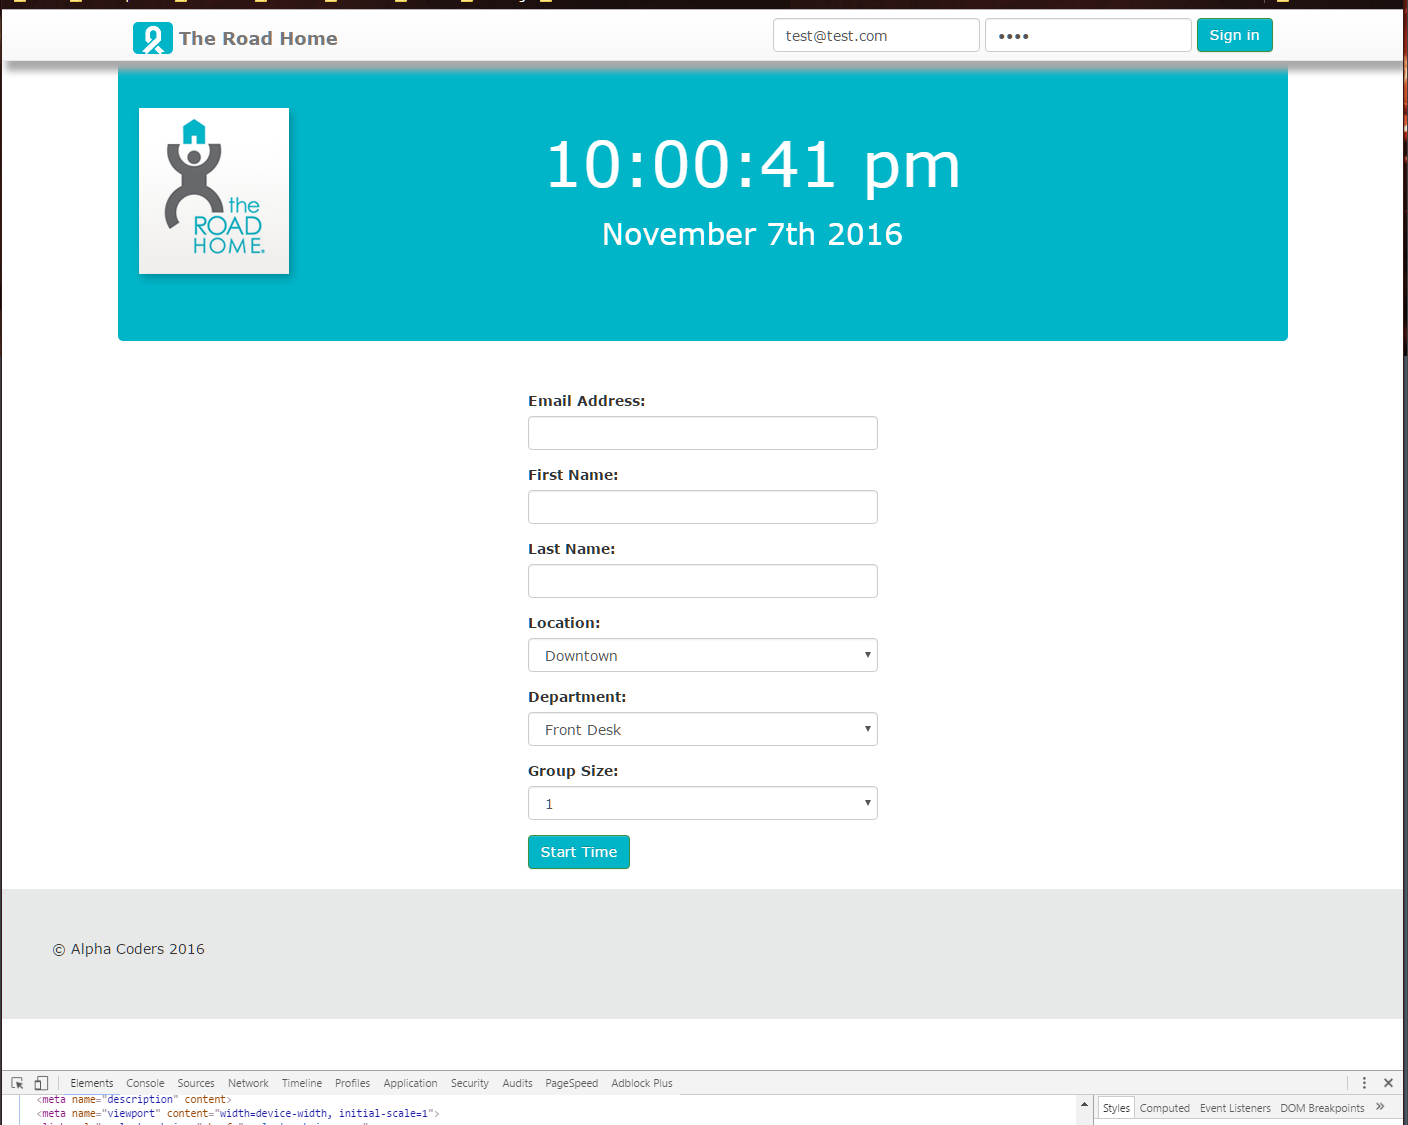 The Road Home
test@test.com
••••
Sign in
the
ROAD
HOME.
10:00:41 pm
November 7th 2016
Email Address:
First Name:
Last Name:
Location:
Downtown
Department:
Front Desk
Group Size:
1
Start Time
© Alpha Coders 2016
Elements Console Sources Network Timeline Profiles Application Security Audits PageSpeed Adblock Plus
<meta name="description" content>
<meta name="viewport" content="width=device-width, initial-scale=1">
Styles Computed Event Listeners DOM Breakpoints »